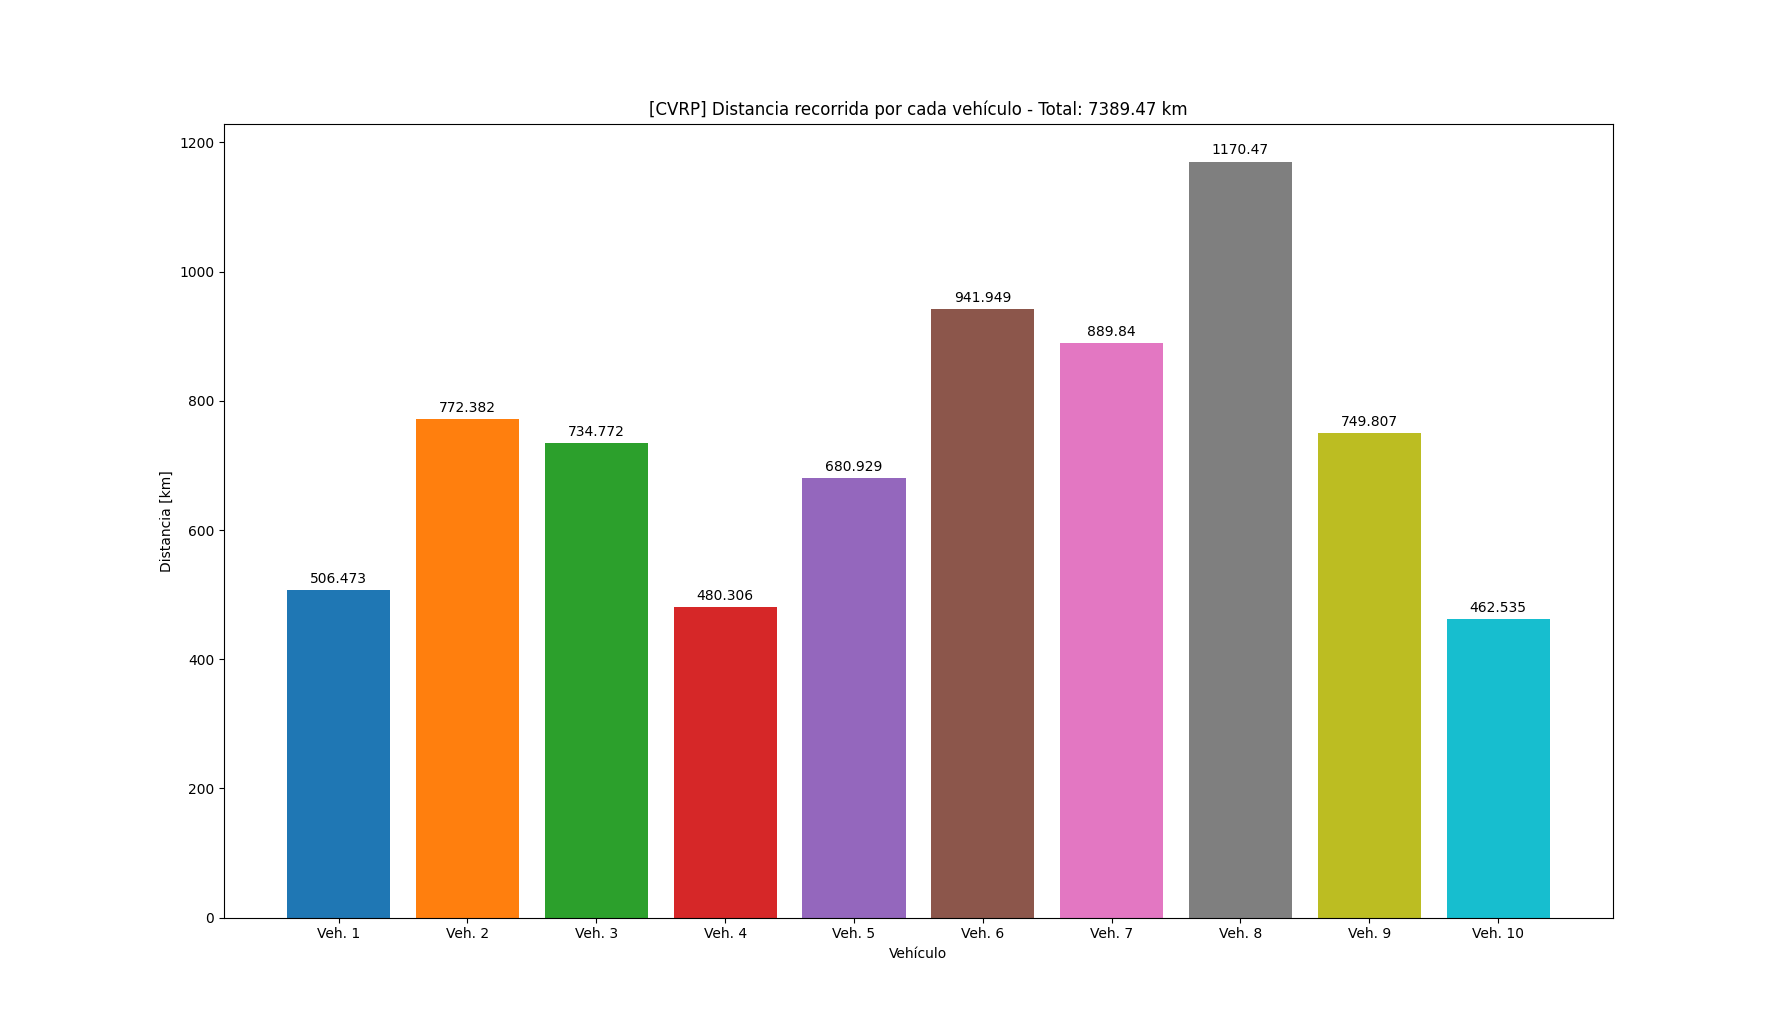 [CVRP] Distancia recorrida por cada vehículo - Total: 7389.47 km
1200
1000
800
600
400
200
0
Distancia [km]
506.473
772.382
734.772
480.306
680.929
941.949
889.84
1170.47
749.807
462.535
Veh. 1
Veh. 2
Veh. 3
Veh. 4
Veh. 5
Veh. 6
Veh. 7
Veh. 8
Veh. 9
Veh. 10
Vehículo